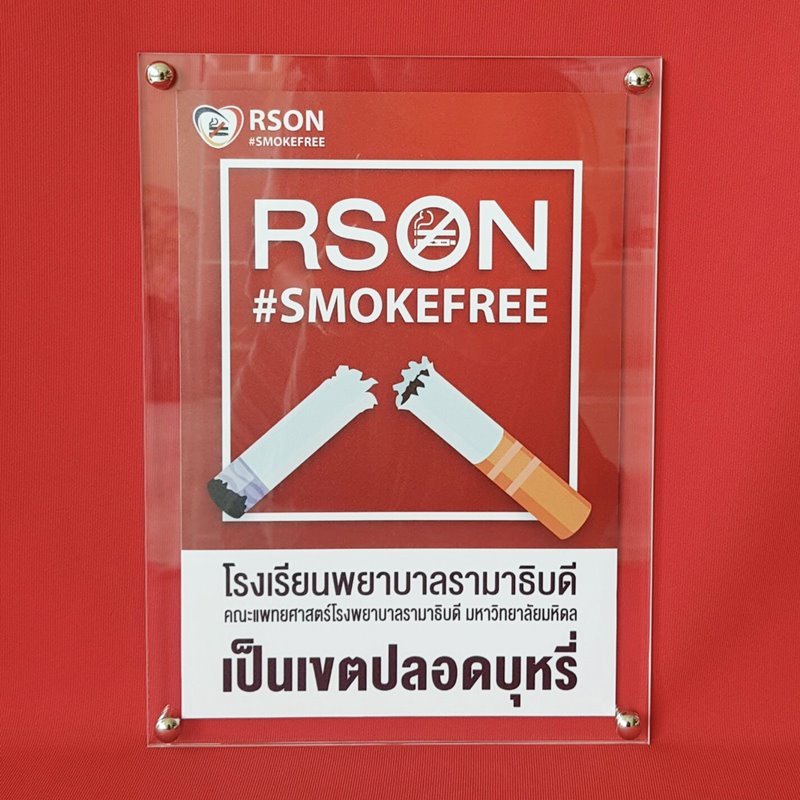 RSON
#SMOKEFREE
RSON
#SMOKEFREE
โรงเรียนพยาบาลรามาธิบดี
คณะแพทยศาสตร์โรงพยาบาลรามาธิบดี มหาวิทยาลัยมหิดล
เป็นเขตปลอดบุหรี่